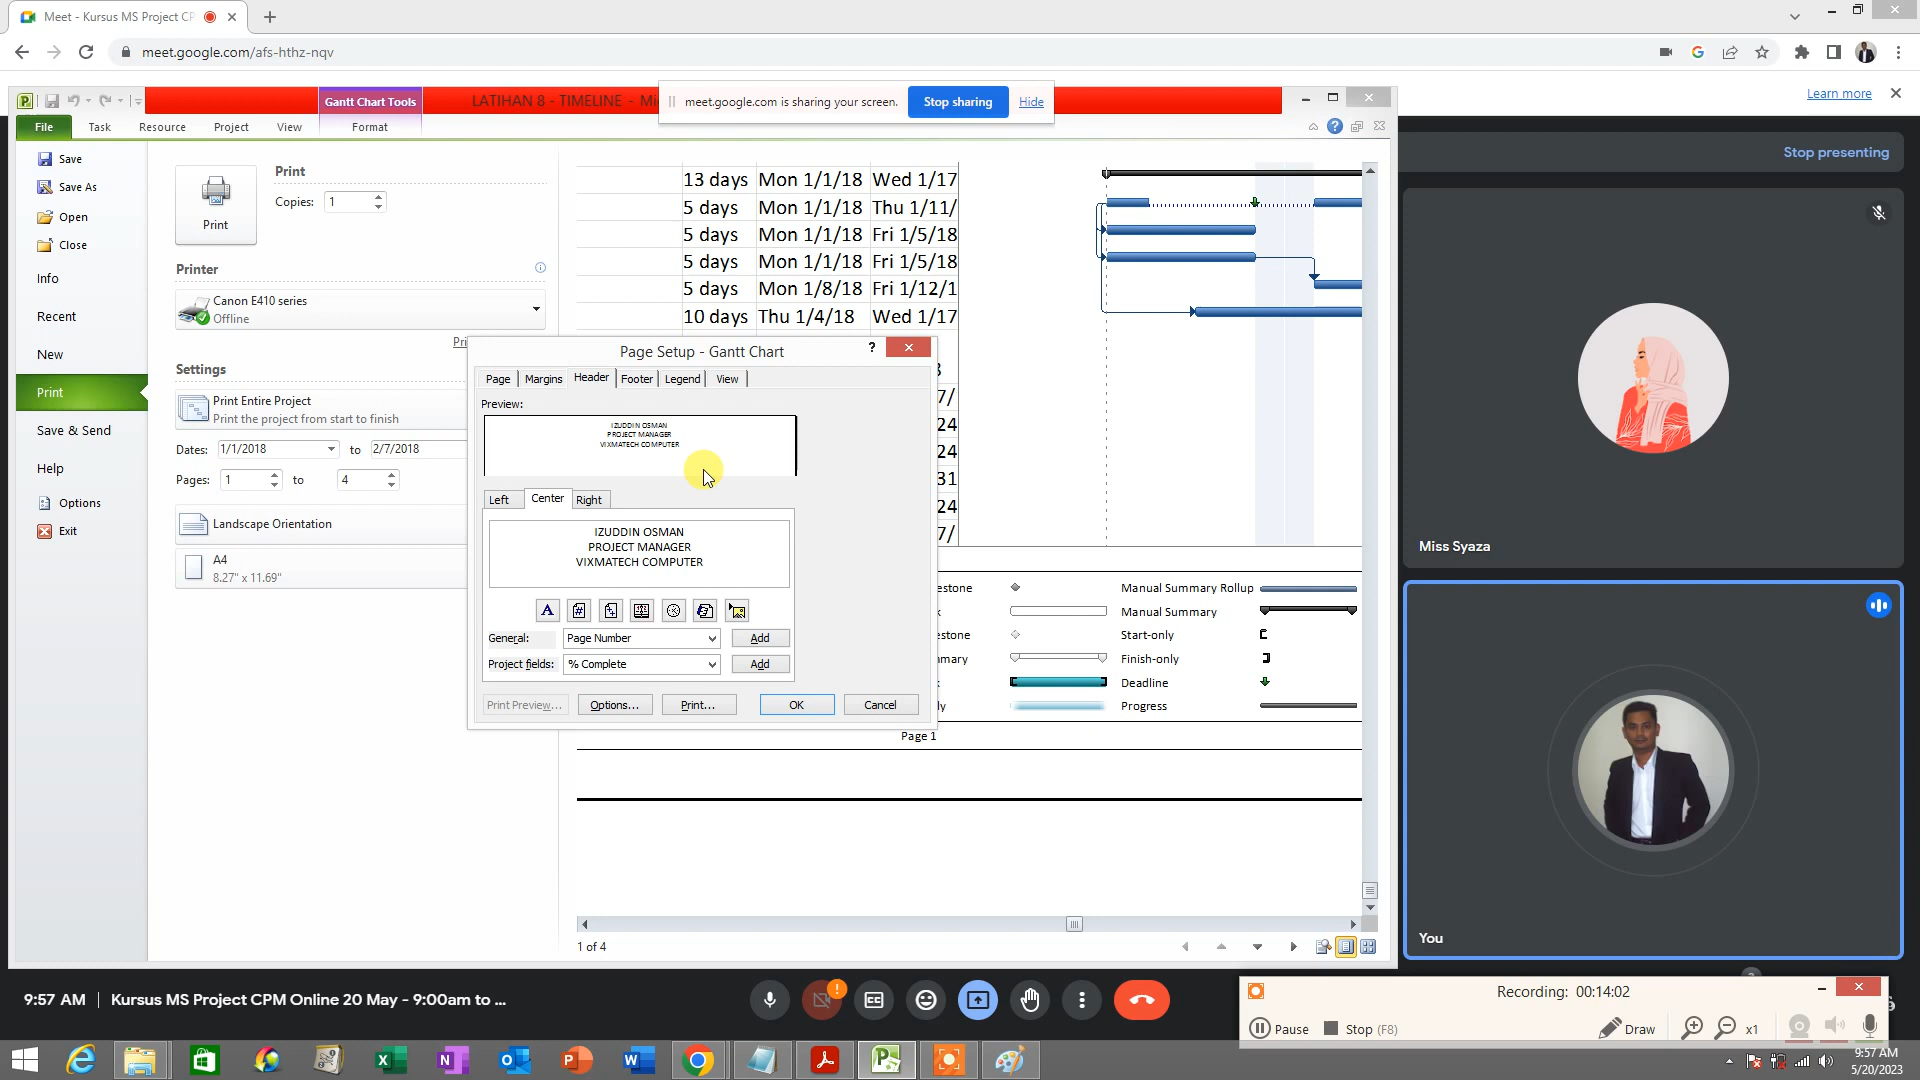 Meet - Kursus MS Project CP
meet.google.com/afs-hthz-nqv
Learn more
Gantt Chart Tools
LATIHAN 8 - TIMELINE - Mi
meet.google.com is sharing your screen.
Stop sharing
Hide
File
Task
Resource
Project
View
Format
Stop presenting
Save
Save As
Open
Close
Info
Recent
New
Print
Save & Send
Help
Options
Exit
Print
Print
Copies: 1
Printer
Canon E410 series
Offline
Pri
Settings
Print Entire Project
Print the project from start to finish
Dates: 1/1/2018 to 2/7/2018
Pages: 1 to 4
Landscape Orientation
A4
8.27" x 11.69"
13 days Mon 1/1/18 Wed 1/17
5 days Mon 1/1/18 Thu 1/11/
5 days Mon 1/1/18 Fri 1/5/18
5 days Mon 1/1/18 Fri 1/5/18
5 days Mon 1/8/18 Fri 1/12/1
10 days Thu 1/4/18 Wed 1/17
7/
24
24
31
24
7/
Page Setup - Gantt Chart
?
Page
Margins
Header
Footer
Legend
View
Preview:
IZUDDIN OSMAN
PROJECT MANAGER
VIXMATECH COMPUTER
Left
Center
Right
IZUDDIN OSMAN
PROJECT MANAGER
VIXMATECH COMPUTER
General: Page Number Add
Project fields: % Complete Add
Print Preview...
Options...
Print...
OK
Cancel
estone
Manual Summary Rollup
Manual Summary
estone
Start-only
mary
Finish-only
Deadline
ly
Progress
Page 1
1 of 4
Miss Syaza
You
9:57 AM | Kursus MS Project CPM Online 20 May - 9:00am to ...
Recording: 00:14:02
Pause
Stop (F8)
Draw
x1
9:57 AM
5/20/2023